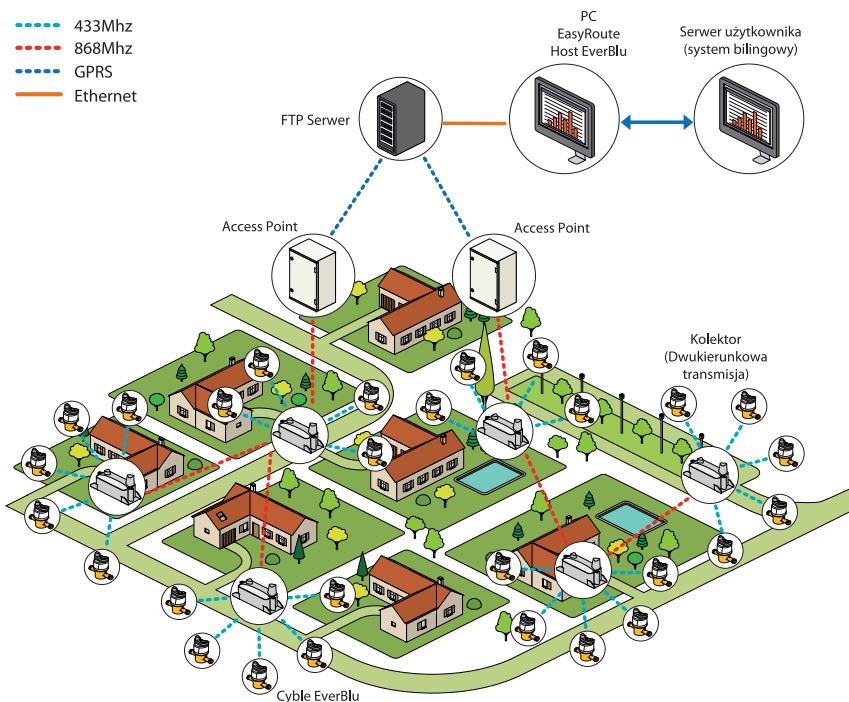 433Mhz
868Mhz
GPRS
Ethernet
PC
EasyRoute
Host EverBlu
Serwer użytkownika
(system bilingowy)
FTP Serwer
Access Point
Access Point
Kolektor
(Dwukierunkowa
transmisja)
Cyble EverBlu